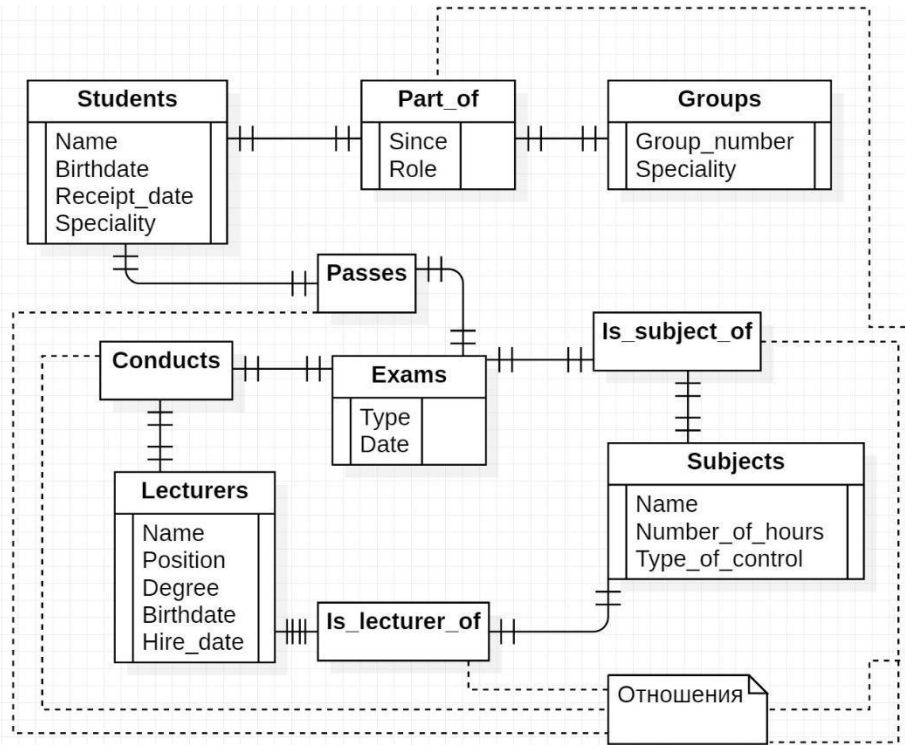 Students
Name
Birthdate
Receipt_date
Speciality
Part_of
Since
Role
Groups
Group_number
Speciality
Passes
Is_subject_of
Conducts
Exams
Type
Date
Lecturers
Name
Position
Degree
Birthdate
Hire_date
Subjects
Name
Number_of_hours
Type_of_control
Is_lecturer_of
Отношения